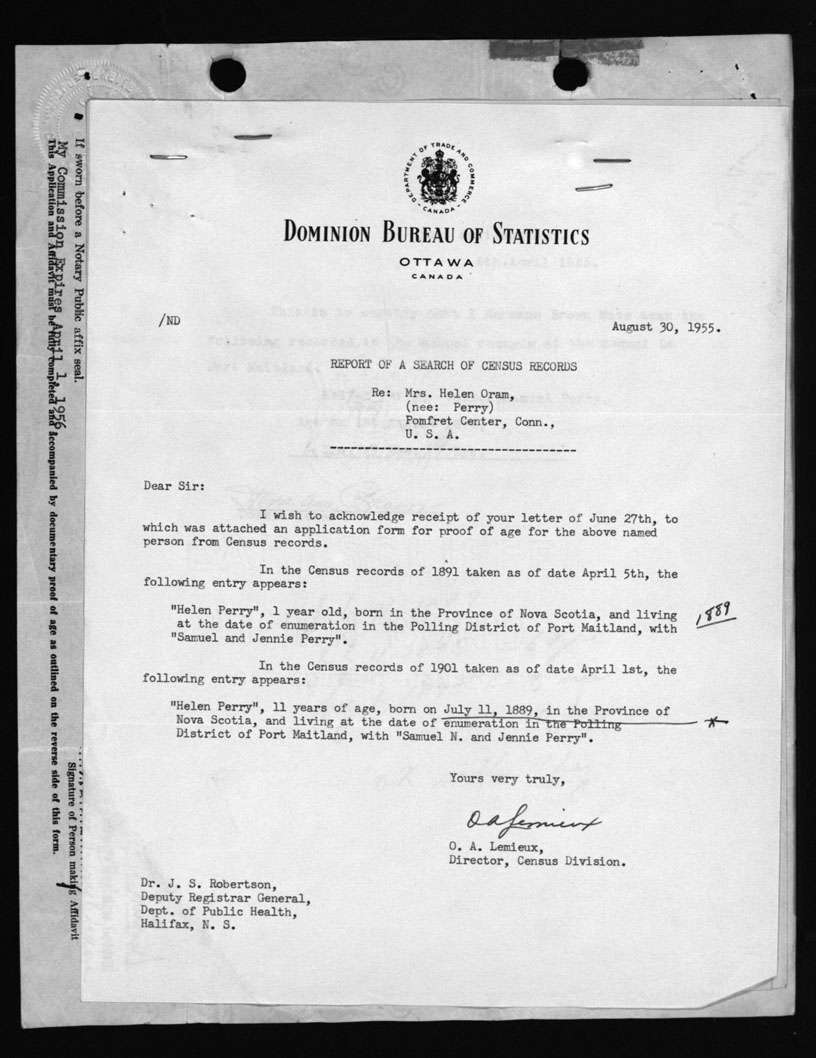 DEPARTMENT OF TRADE AND COMMERCE
CANADA
DOMINION BUREAU OF STATISTICS
OTTAWA
CANADA
/ND
August 30, 1955.
REPORT OF A SEARCH OF CENSUS RECORDS
Re: Mrs. Helen Oram,
(nee: Perry)
Pomfret Center, Conn.,
U. S. A.
Dear Sir:
I wish to acknowledge receipt of your letter of June 27th, to
which was attached an application form for proof of age for the above named
person from Census records.
In the Census records of 1891 taken as of date April 5th, the
following entry appears:
"Helen Perry", 1 year old, born in the Province of Nova Scotia, and living
at the date of enumeration in the Polling District of Port Maitland, with
"Samuel and Jennie Perry".
1889
In the Census records of 1901 taken as of date April 1st, the
following entry appears:
"Helen Perry", 11 years of age, born on July 11, 1889, in the Province of
Nova Scotia, and living at the date of enumeration in the Polling
District of Port Maitland, with "Samuel N. and Jennie Perry".
Yours very truly,
O A Lemieux
O. A. Lemieux,
Director, Census Division.
Dr. J. S. Robertson,
Deputy Registrar General,
Dept. of Public Health,
Halifax, N. S.
If sworn before a Notary Public affix seal.
My Commission Expires April 1, 1956
This Application and Affidavit must be fully completed and accompanied by documentary proof of age as outlined on the reverse side of this form.
Signature of Person making Affidavit